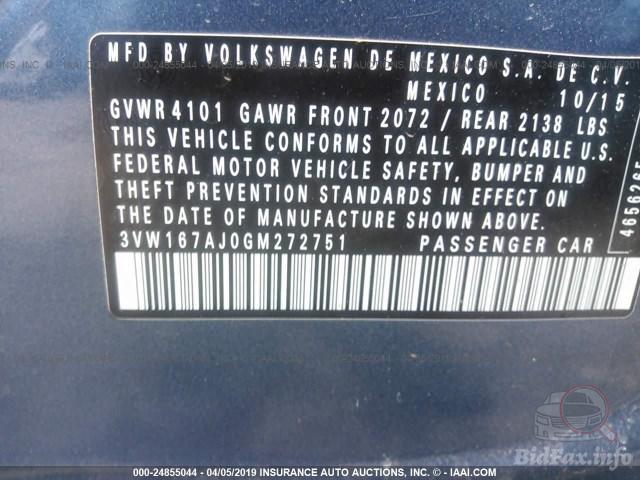 MFD BY VOLKSWAGEN DE MEXICO S.A. DE C.V.
MEXICO 10/15
GVWR 4101 GAWR FRONT 2072 / REAR 2138 LBS
THIS VEHICLE CONFORMS TO ALL APPLICABLE U.S.
FEDERAL MOTOR VEHICLE SAFETY, BUMPER AND
THEFT PREVENTION STANDARDS IN EFFECT ON
THE DATE OF MANUFACTURE SHOWN ABOVE.
3VW167AJ0GM272751 PASSENGER CAR
4656265
BidFax.info
000-24855044 - 04/05/2019 - INSURANCE AUTO AUCTIONS, INC. - IAAI.COM